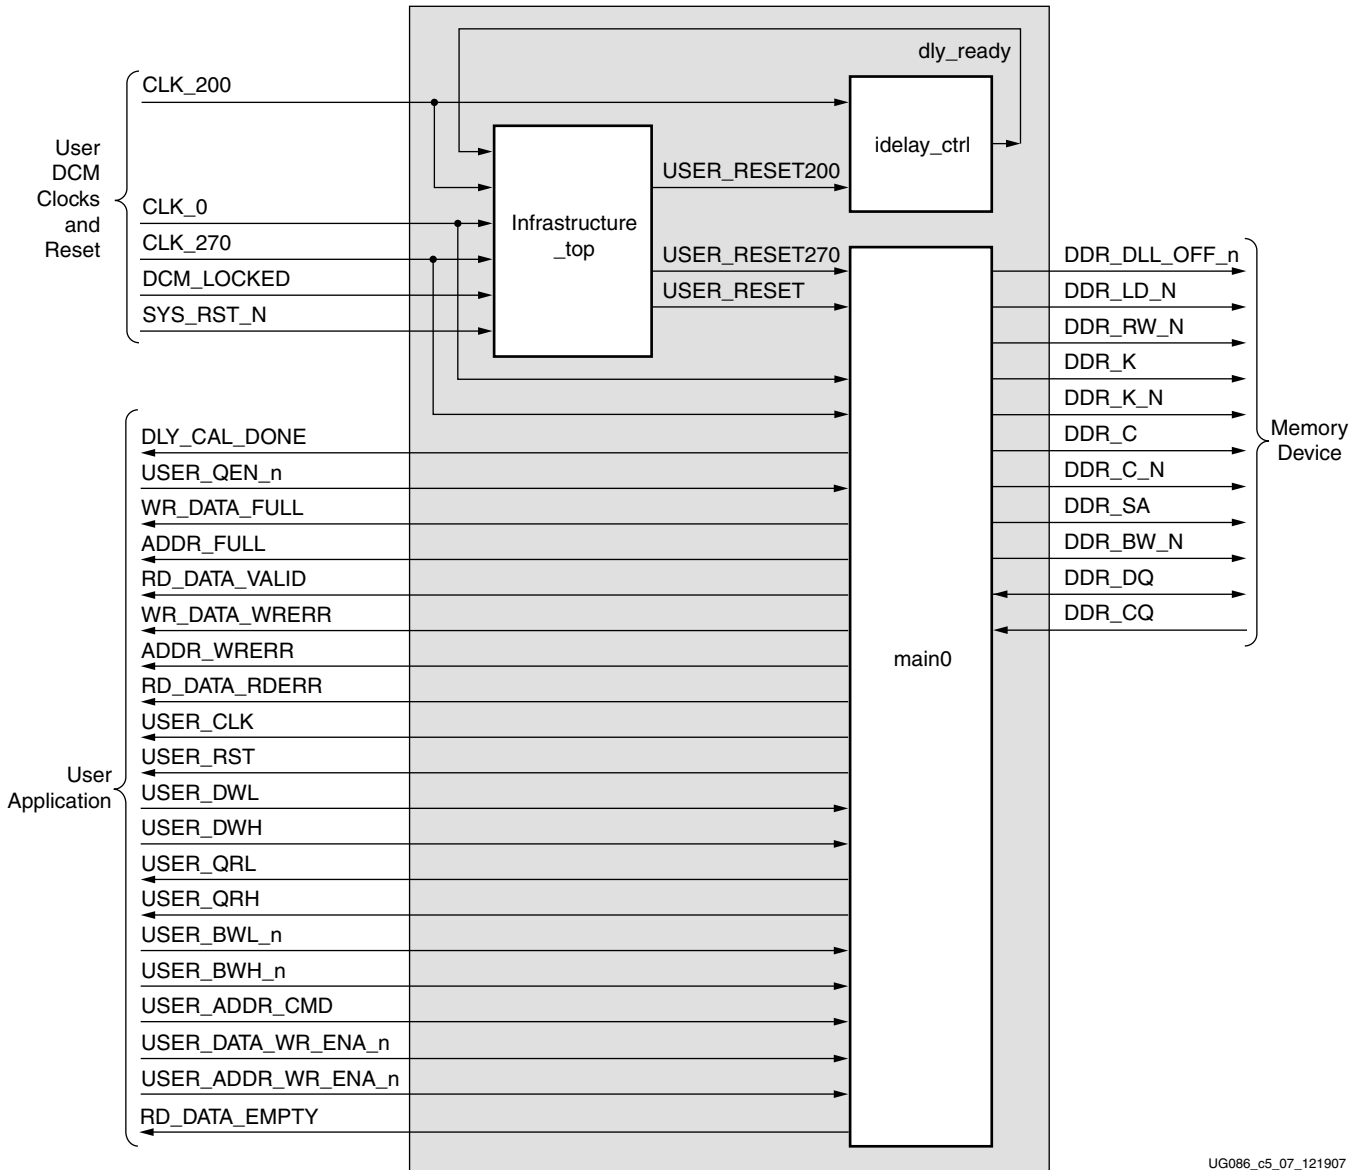 dly_ready
CLK_200
User
DCM
Clocks
and
Reset
idelay_ctrl
USER_RESET200
CLK_0
Infrastructure
_top
CLK_270
USER_RESET270
DDR_DLL_OFF_n
DCM_LOCKED
USER_RESET
DDR_LD_N
SYS_RST_N
DDR_RW_N
DDR_K
DDR_K_N
DDR_C
DDR_C_N
DDR_SA
DDR_BW_N
DDR_DQ
DDR_CQ
Memory
Device
main0
DLY_CAL_DONE
USER_QEN_n
WR_DATA_FULL
ADDR_FULL
RD_DATA_VALID
WR_DATA_WRERR
ADDR_WRERR
RD_DATA_RDERR
USER_CLK
USER_RST
User
Application
USER_DWL
USER_DWH
USER_QRL
USER_QRH
USER_BWL_n
USER_BWH_n
USER_ADDR_CMD
USER_DATA_WR_ENA_n
USER_ADDR_WR_ENA_n
RD_DATA_EMPTY
UG086_c5_07_121907